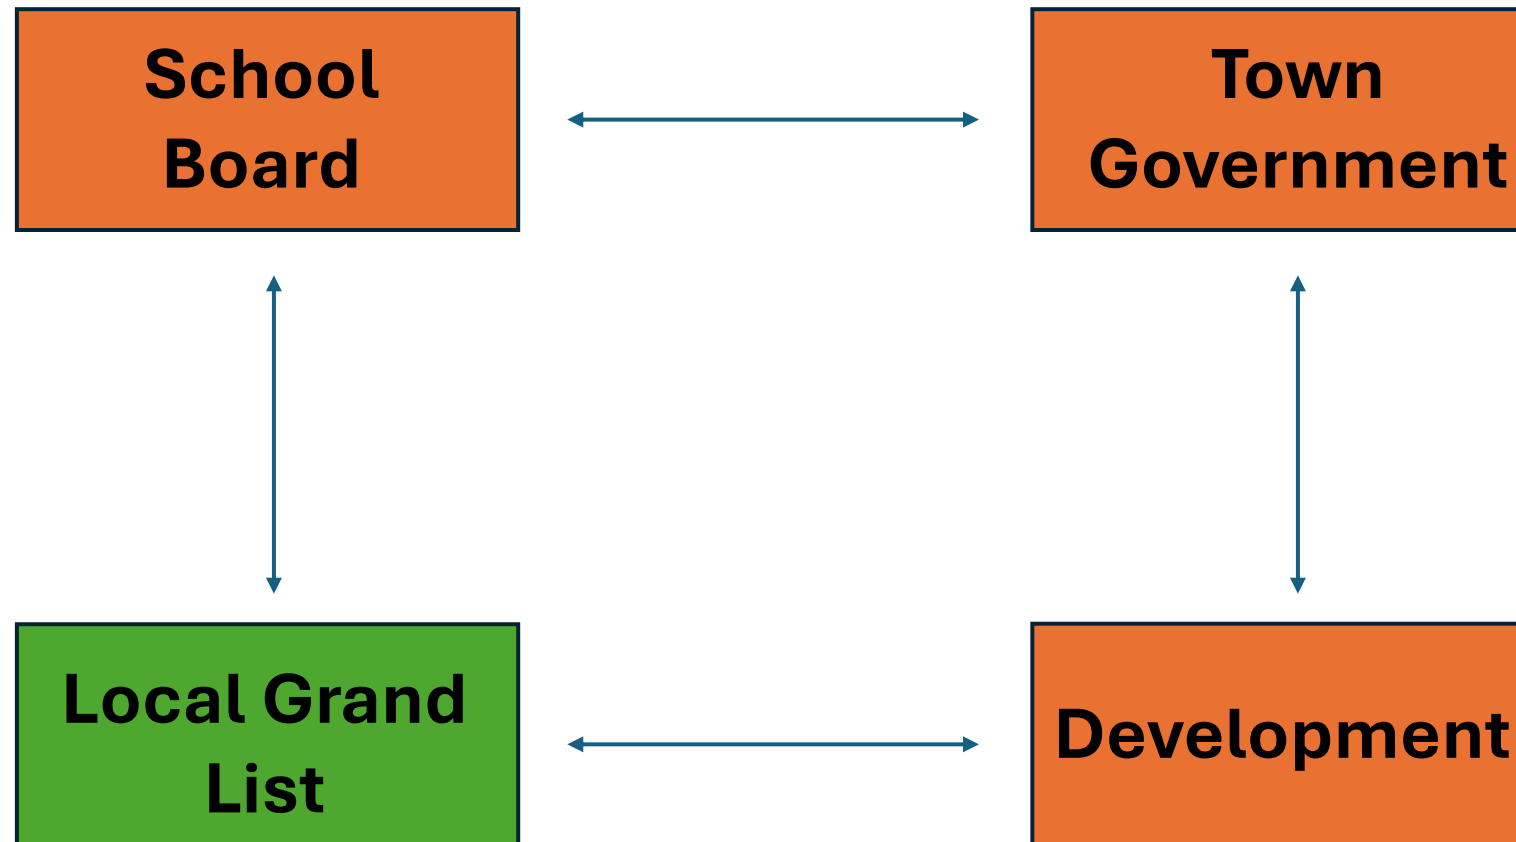 School
Board
Town
Government
Local Grand
List
Development